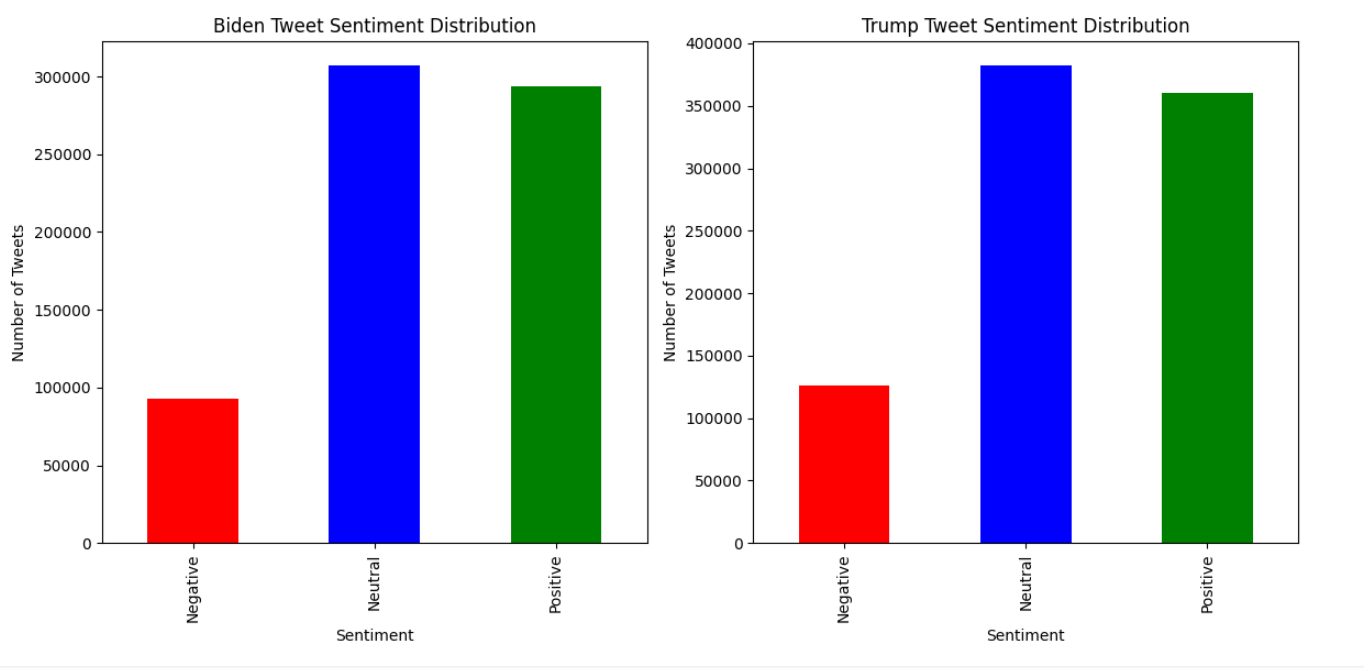 Biden Tweet Sentiment Distribution
Number of Tweets
300000
250000
200000
150000
100000
50000
0
Negative
Neutral
Positive
Sentiment
Trump Tweet Sentiment Distribution
Number of Tweets
400000
350000
300000
250000
200000
150000
100000
50000
0
Negative
Neutral
Positive
Sentiment